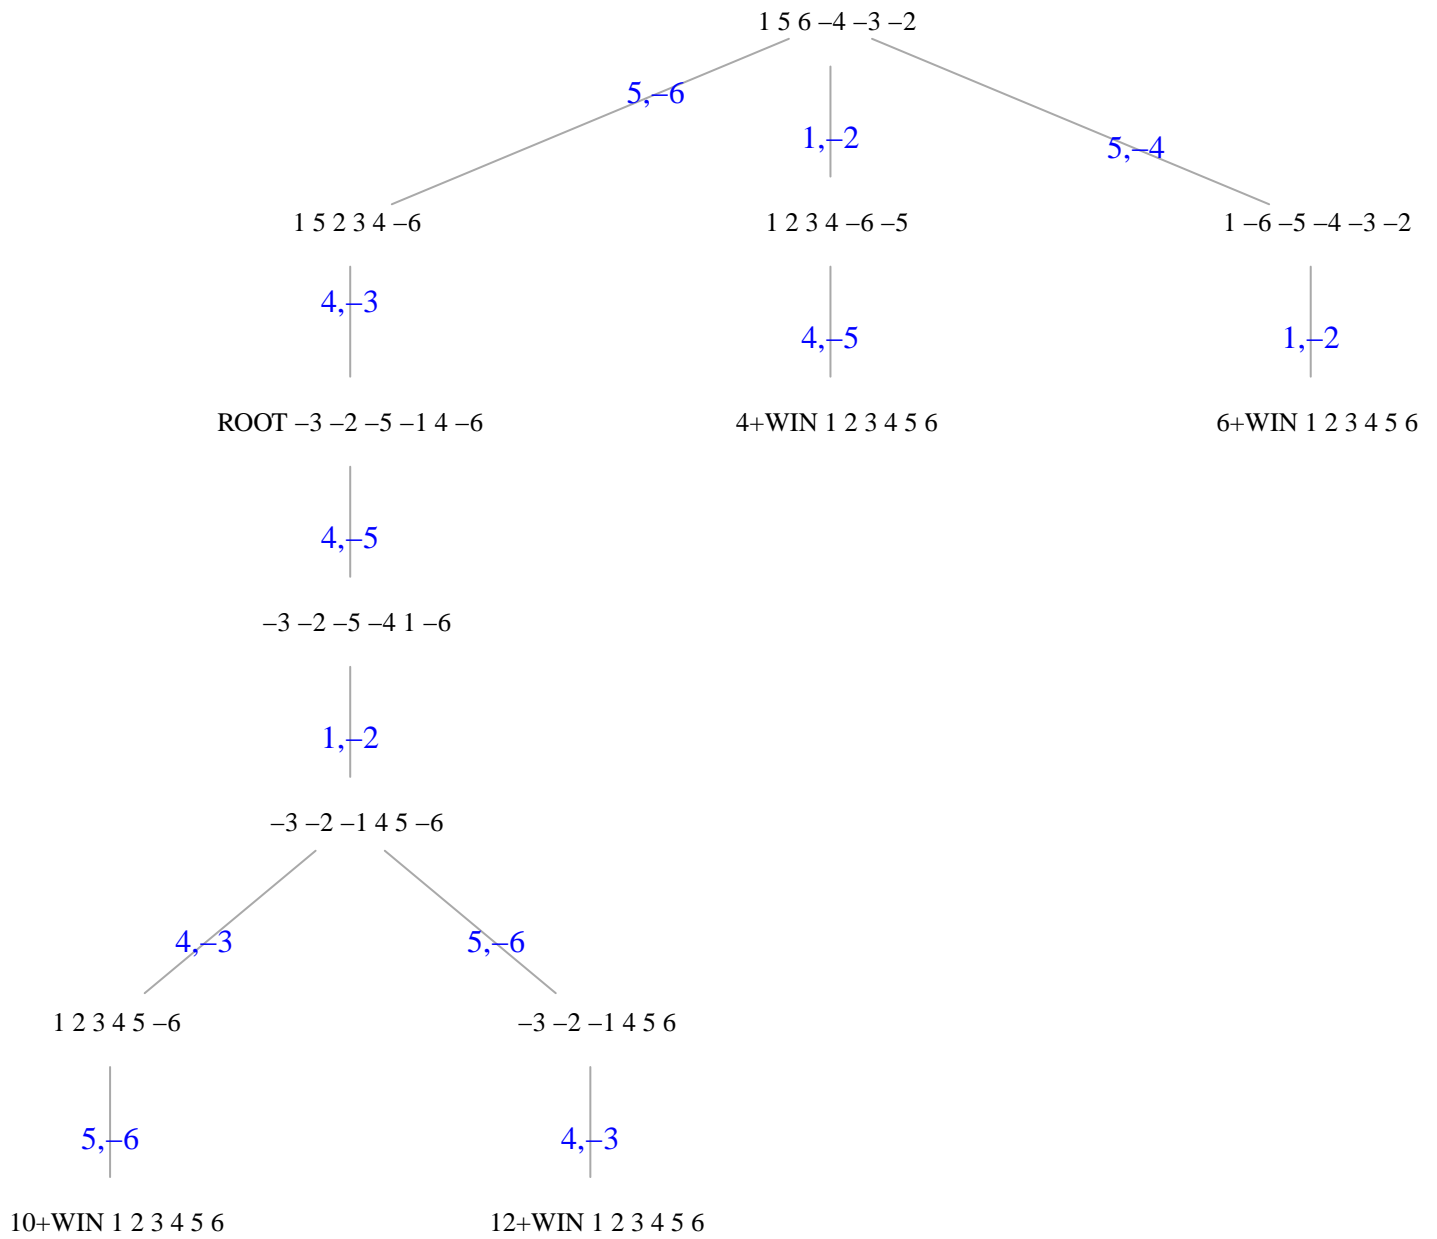 1 5 6 –4 –3 –2
5,–6
1,–2
5,–4
1 5 2 3 4 –6
1 2 3 4 –6 –5
1 –6 –5 –4 –3 –2
4,–3
4,–5
1,–2
ROOT –3 –2 –5 –1 4 –6
4+WIN 1 2 3 4 5 6
6+WIN 1 2 3 4 5 6
4,–5
–3 –2 –5 –4 1 –6
1,–2
–3 –2 –1 4 5 –6
4,–3
5,–6
1 2 3 4 5 –6
–3 –2 –1 4 5 6
5,–6
4,–3
10+WIN 1 2 3 4 5 6
12+WIN 1 2 3 4 5 6